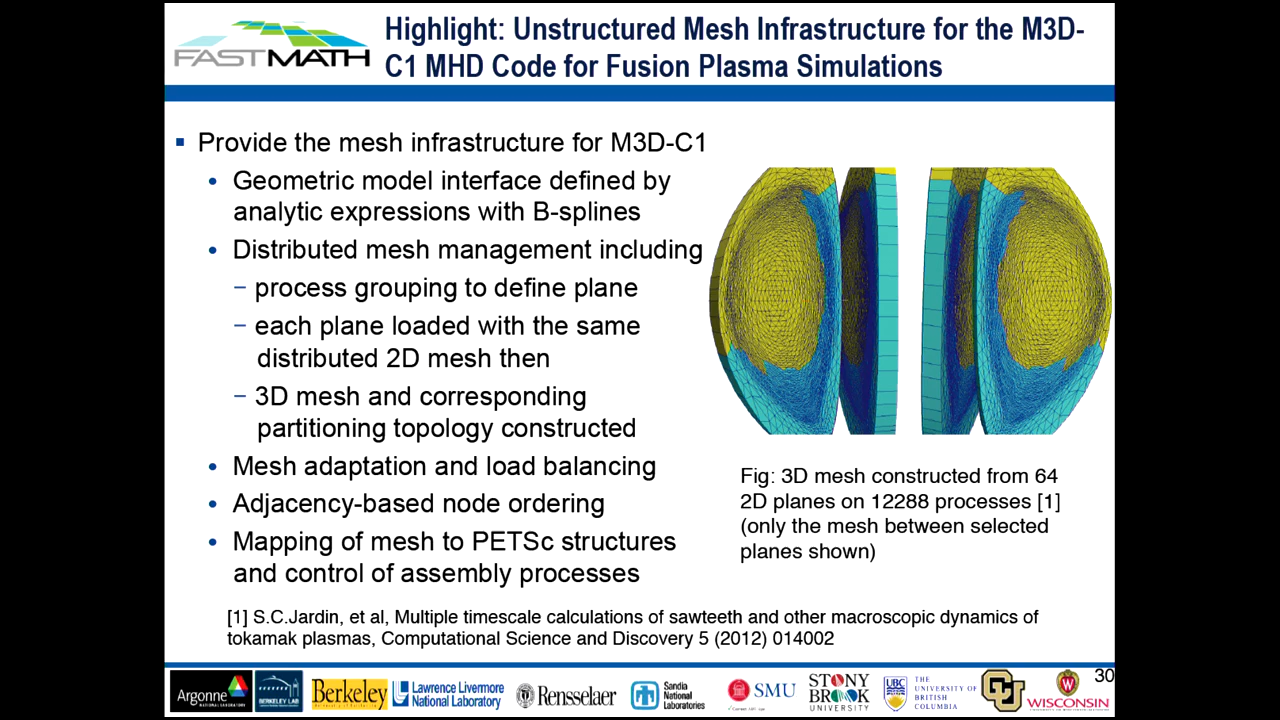 FASTMATH
Highlight: Unstructured Mesh Infrastructure for the M3D-
C1 MHD Code for Fusion Plasma Simulations
Provide the mesh infrastructure for M3D-C1
• Geometric model interface defined by
analytic expressions with B-splines
• Distributed mesh management including
− process grouping to define plane
− each plane loaded with the same
distributed 2D mesh then
− 3D mesh and corresponding
partitioning topology constructed
• Mesh adaptation and load balancing
• Adjacency-based node ordering
• Mapping of mesh to PETSc structures
and control of assembly processes
Fig: 3D mesh constructed from 64
2D planes on 12288 processes [1]
(only the mesh between selected
planes shown)
[1] S.C.Jardin, et al, Multiple timescale calculations of sawteeth and other macroscopic dynamics of
tokamak plasmas, Computational Science and Discovery 5 (2012) 014002
30
Argonne
NATIONAL LABORATORY
BERKELEY LAB
Berkeley
Lawrence Livermore
National Laboratory
Rensselaer
Sandia
National
Laboratories
SMU
STONY
BROOK
UNIVERSITY
UBC
THE
UNIVERSITY OF
BRITISH
COLUMBIA
CU
W
WISCONSIN